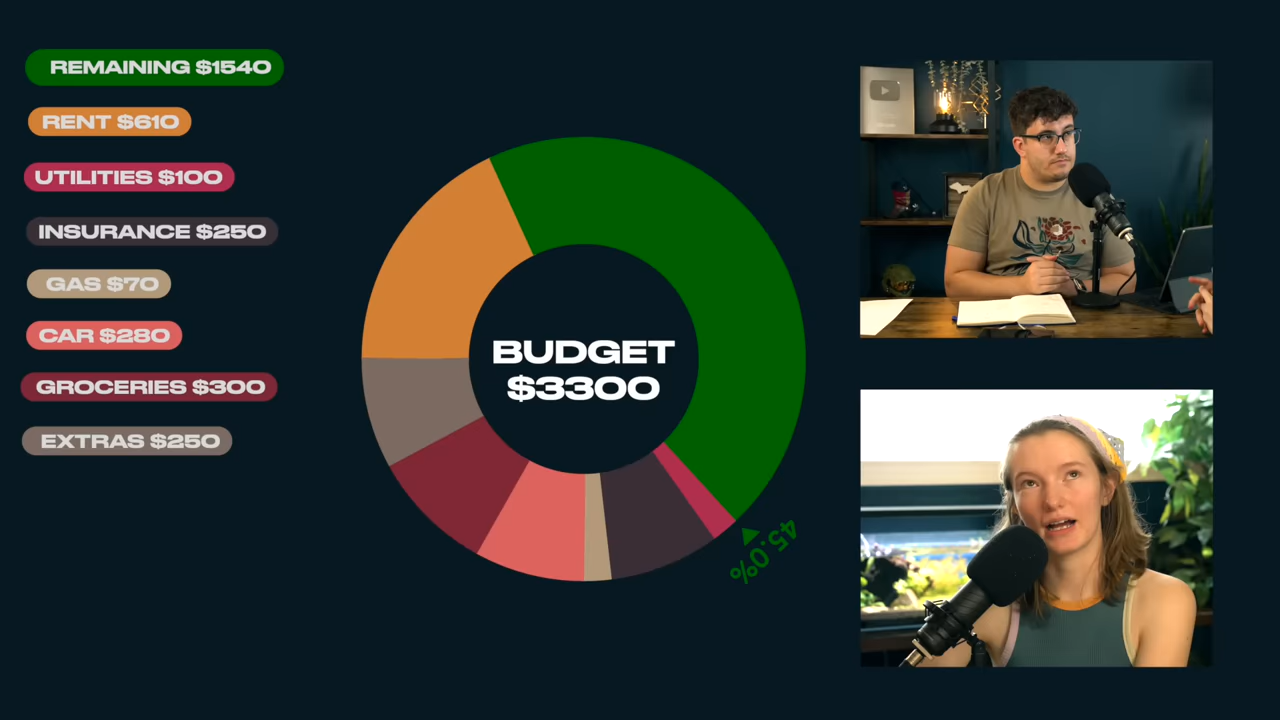 REMAINING $1540
RENT $610
UTILITIES $100
INSURANCE $250
GAS $70
CAR $280
GROCERIES $300
EXTRAS $250
BUDGET
$3300
45.0%